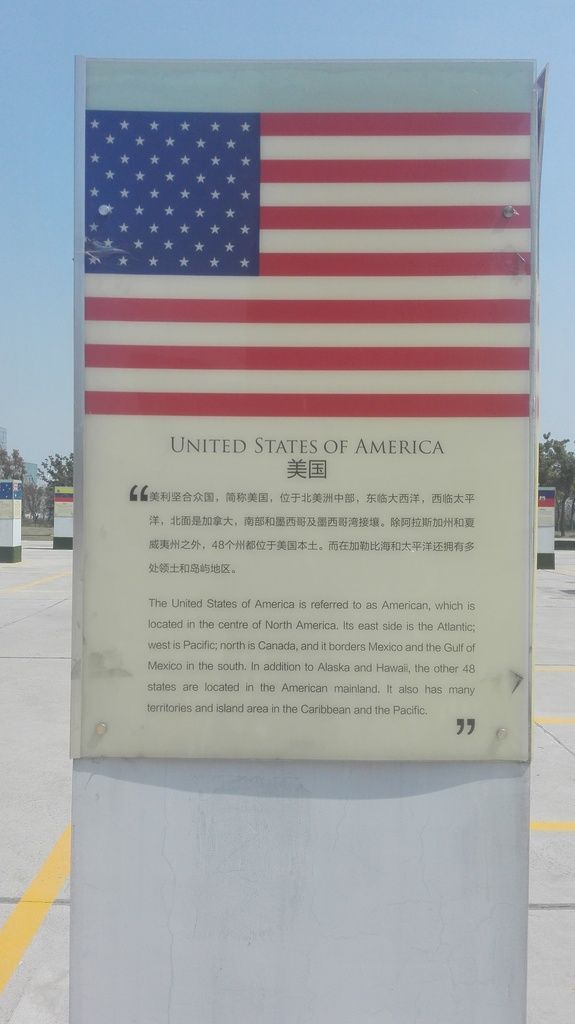 UNITED STATES OF AMERICA
美国
“美利坚合众国，简称美国，位于北美洲中部，东临大西洋，西临太平
洋，北面是加拿大，南部和墨西哥及墨西哥湾接壤。除阿拉斯加州和夏
威夷州之外，48个州都位于美国本土。而在加勒比海和太平洋还拥有多
处领土和岛屿地区。
The United States of America is referred to as American, which is
located in the centre of North America. Its east side is the Atlantic;
west is Pacific; north is Canada, and it borders Mexico and the Gulf of
Mexico in the south. In addition to Alaska and Hawaii, the other 48
states are located in the American mainland. It also has many
territories and island area in the Caribbean and the Pacific.
”